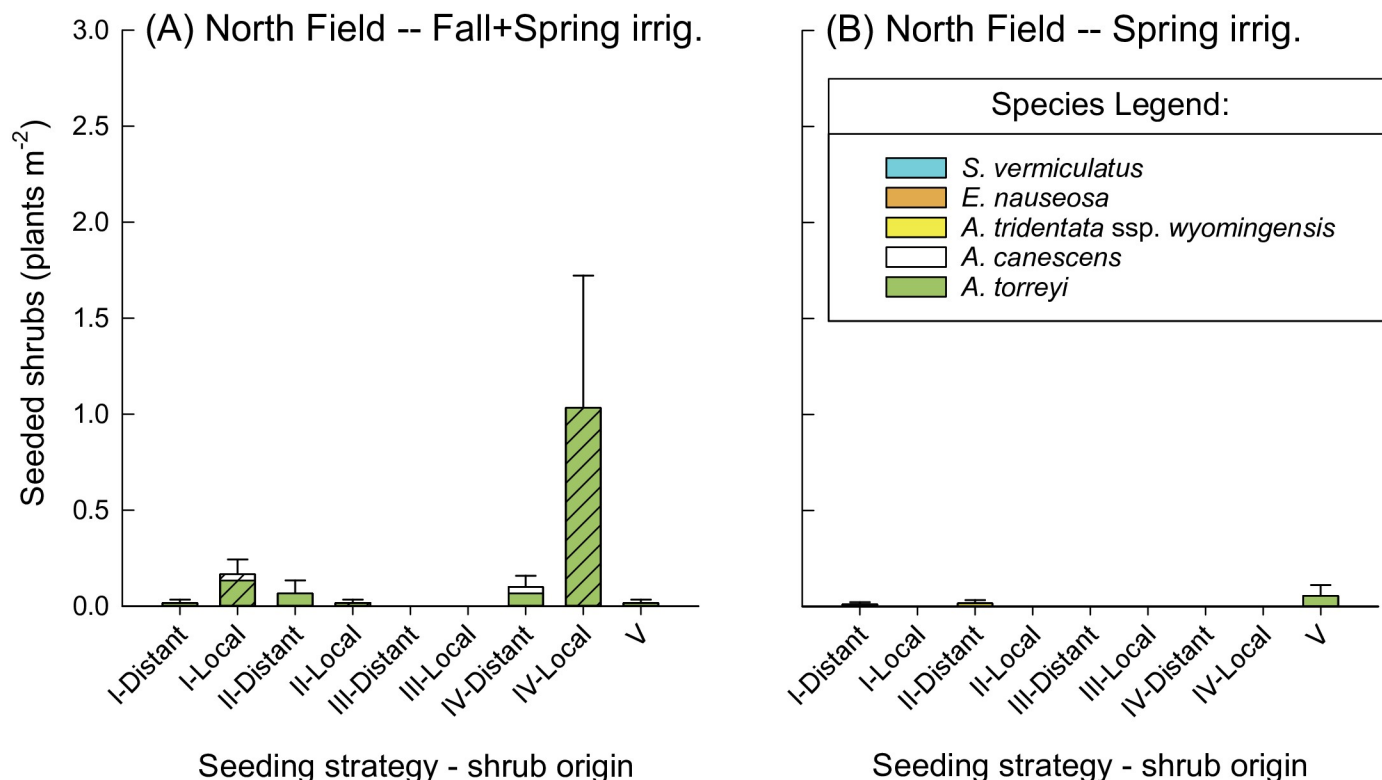 (A) North Field -- Fall+Spring irrig.
Seeded shrubs (plants m⁻²)
3.0
2.5
2.0
1.5
1.0
0.5
0.0
I-Distant
I-Local
II-Distant
II-Local
III-Distant
III-Local
IV-Distant
IV-Local
V
Seeding strategy - shrub origin
(B) North Field -- Spring irrig.
Species Legend:
S. vermiculatus
E. nauseosa
A. tridentata ssp. wyomingensis
A. canescens
A. torreyi
I-Distant
I-Local
II-Distant
II-Local
III-Distant
III-Local
IV-Distant
IV-Local
V
Seeding strategy - shrub origin